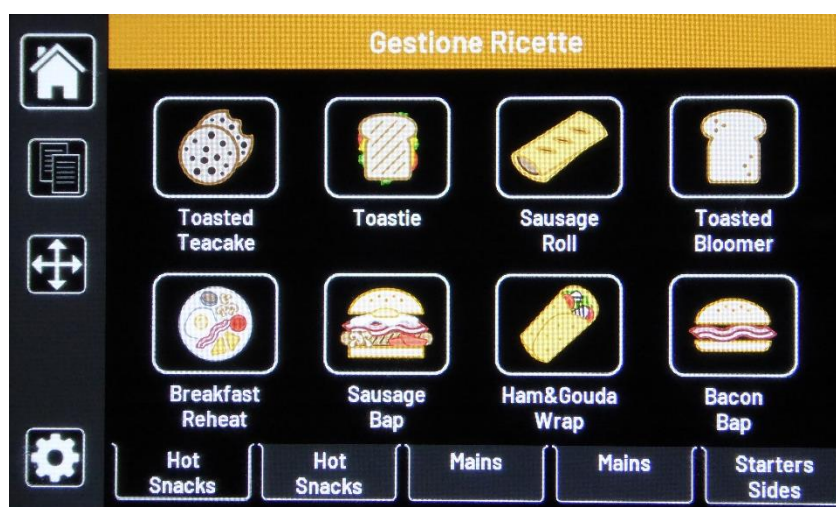 Gestione Ricette
Toasted
Teacake
Toastie
Sausage
Roll
Toasted
Bloomer
Breakfast
Reheat
Sausage
Bap
Ham&Gouda
Wrap
Bacon
Bap
Hot
Snacks
Hot
Snacks
Mains
Mains
Starters
Sides